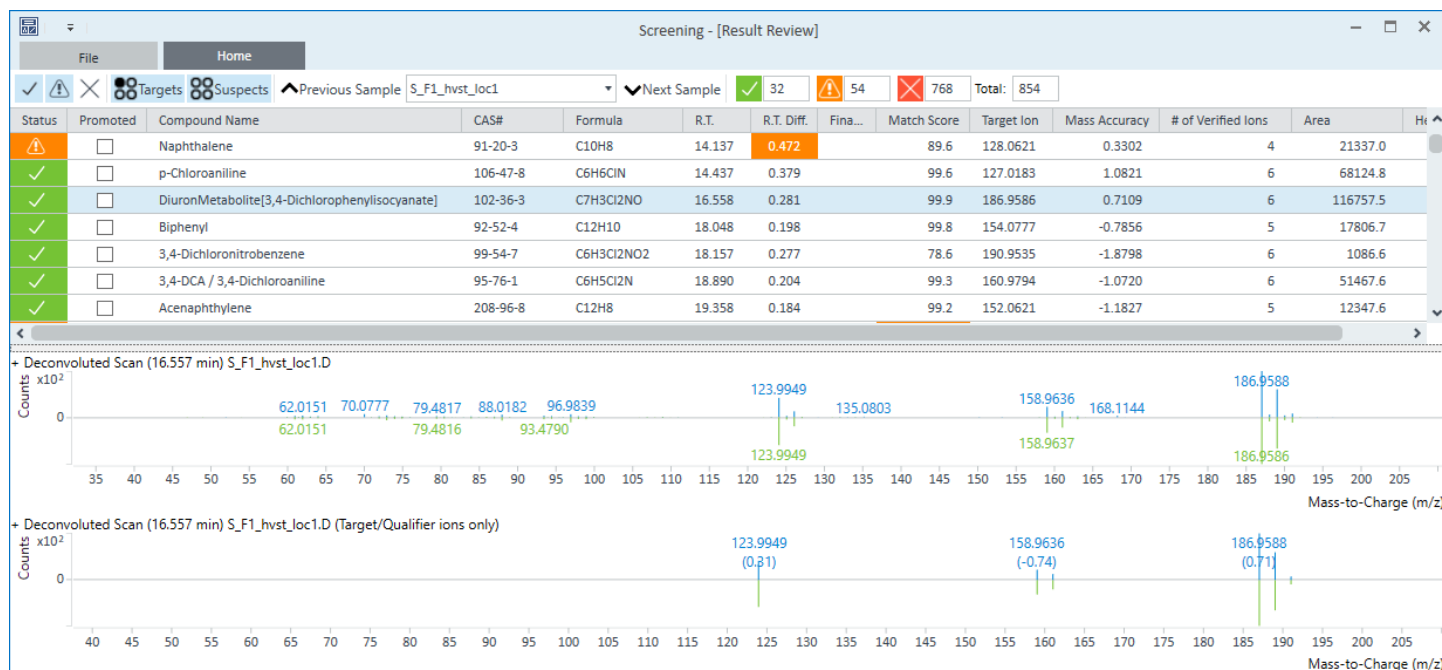 Screening - [Result Review]
File Home
Targets Suspects Previous Sample S_F1_hvst_loc1 Next Sample 32 54 768 Total: 854
Status Promoted Compound Name CAS# Formula R.T. R.T. Diff. Fina... Match Score Target Ion Mass Accuracy # of Verified Ions Area He
Naphthalene 91-20-3 C10H8 14.137 0.472 89.6 128.0621 0.3302 4 21337.0
p-Chloroaniline 106-47-8 C6H6ClN 14.437 0.379 99.6 127.0183 1.0821 6 68124.8
DiuronMetabolite[3,4-Dichlorophenylisocyanate] 102-36-3 C7H3Cl2NO 16.558 0.281 99.9 186.9586 0.7109 6 116757.5
Biphenyl 92-52-4 C12H10 18.048 0.198 99.8 154.0777 -0.7856 5 17806.7
3,4-Dichloronitrobenzene 99-54-7 C6H3Cl2NO2 18.157 0.277 78.6 190.9535 -1.8798 6 1086.6
3,4-DCA / 3,4-Dichloroaniline 95-76-1 C6H5Cl2N 18.890 0.204 99.3 160.9794 -1.0720 6 51467.6
Acenaphthylene 208-96-8 C12H8 19.358 0.184 99.2 152.0621 -1.1827 5 12347.6
+ Deconvoluted Scan (16.557 min) S_F1_hvst_loc1.D
Counts x10²
186.9588
123.9949
158.9636
62.0151 70.0777 79.4817 88.0182 96.9839 135.0803 168.1144
0
62.0151 79.4816 93.4790
158.9637
123.9949 186.9586
35 40 45 50 55 60 65 70 75 80 85 90 95 100 105 110 115 120 125 130 135 140 145 150 155 160 165 170 175 180 185 190 195 200 205
Mass-to-Charge (m/z)
+ Deconvoluted Scan (16.557 min) S_F1_hvst_loc1.D (Target/Qualifier ions only)
Counts x10²
123.9949 158.9636 186.9588
(0.31) (-0.74) (0.71)
0
40 45 50 55 60 65 70 75 80 85 90 95 100 105 110 115 120 125 130 135 140 145 150 155 160 165 170 175 180 185 190 195 200 205
Mass-to-Charge (m/z)